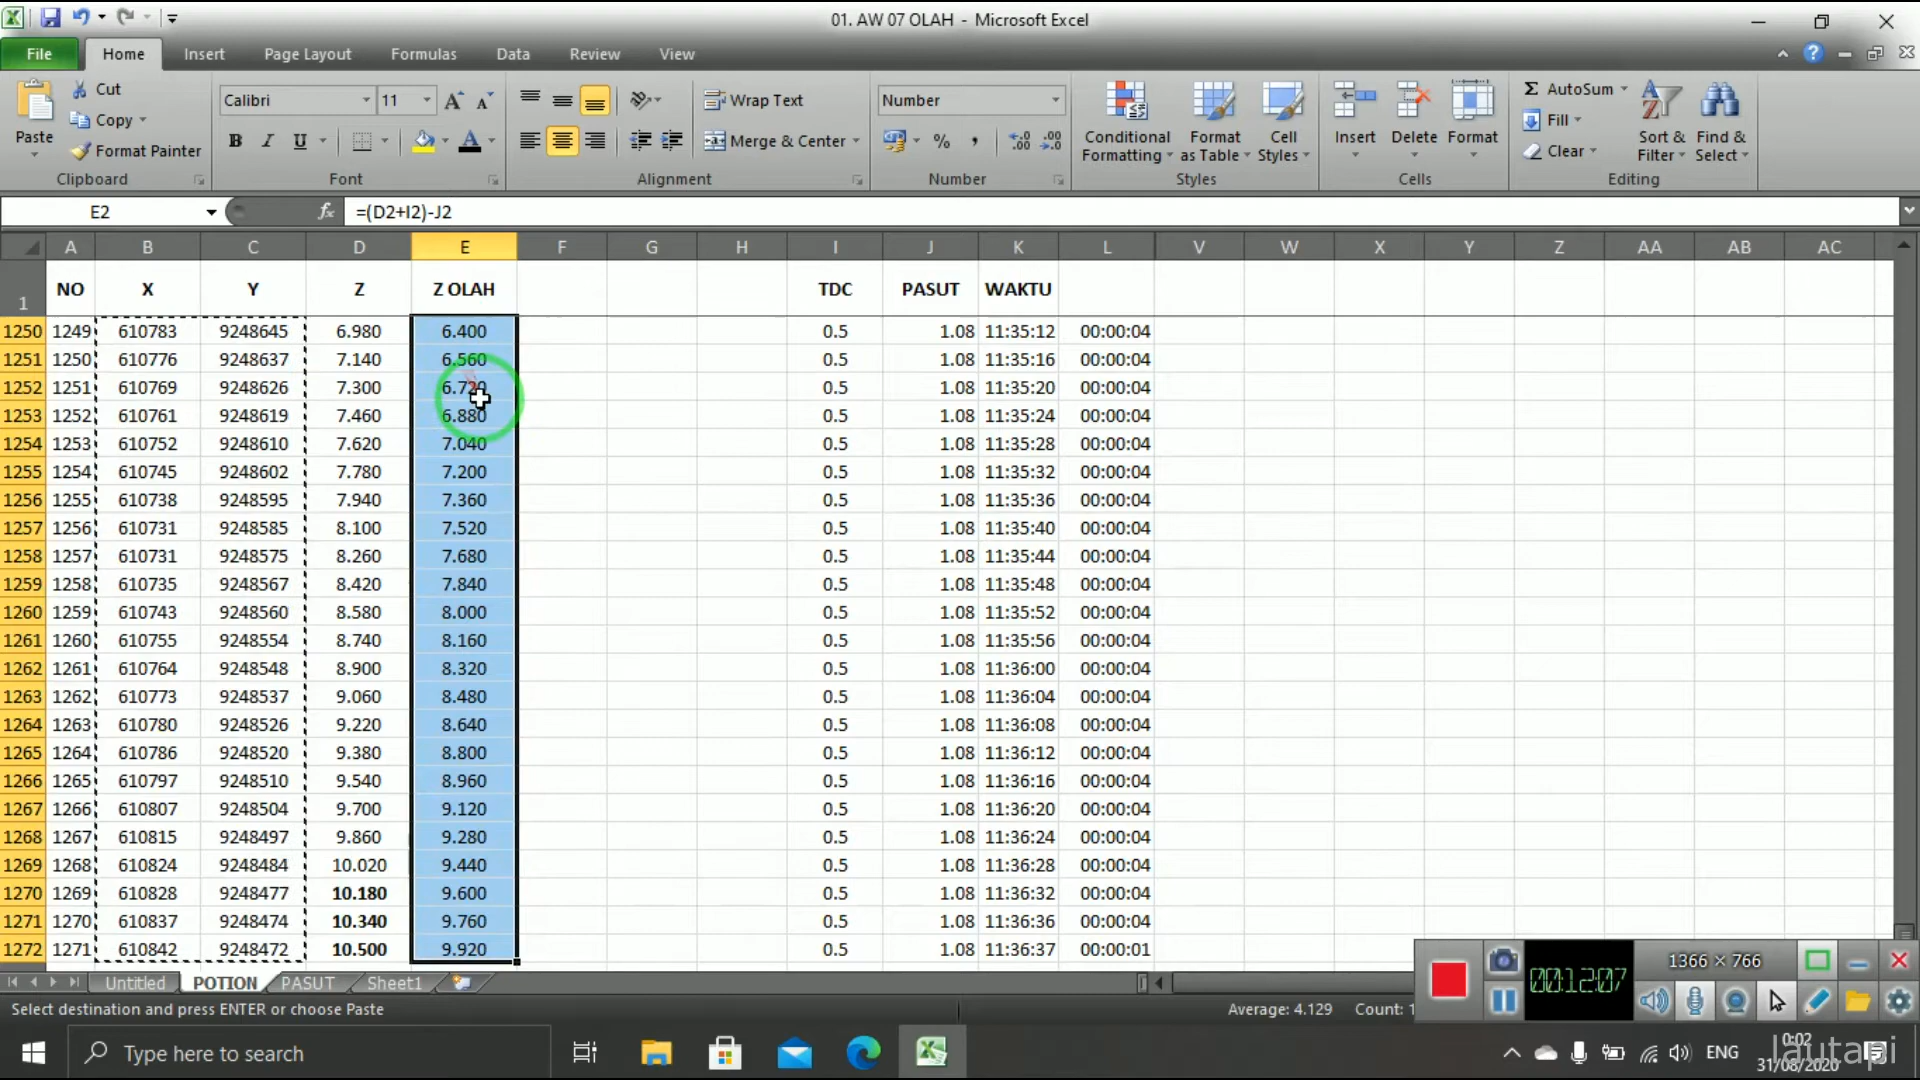 01. AW 07 OLAH - Microsoft Excel
File Home Insert Page Layout Formulas Data Review View
Paste Cut Copy Format Painter Clipboard
Calibri 11 B I U Font
Wrap Text Merge & Center Alignment
Number % , Number
Conditional Formatting Format as Table Cell Styles Styles
Insert Delete Format Cells
AutoSum Fill Clear Sort & Filter Find & Select Editing
E2 fx =(D2+I2)-J2
A B C D E F G H I J K L V W X Y Z AA AB AC
1 NO X Y Z Z OLAH TDC PASUT WAKTU
1250 1249 610783 9248645 6.980 6.400 0.5 1.08 11:35:12 00:00:04
1251 1250 610776 9248637 7.140 6.560 0.5 1.08 11:35:16 00:00:04
1252 1251 610769 9248626 7.300 6.720 0.5 1.08 11:35:20 00:00:04
1253 1252 610761 9248619 7.460 6.880 0.5 1.08 11:35:24 00:00:04
1254 1253 610752 9248610 7.620 7.040 0.5 1.08 11:35:28 00:00:04
1255 1254 610745 9248602 7.780 7.200 0.5 1.08 11:35:32 00:00:04
1256 1255 610738 9248595 7.940 7.360 0.5 1.08 11:35:36 00:00:04
1257 1256 610731 9248585 8.100 7.520 0.5 1.08 11:35:40 00:00:04
1258 1257 610731 9248575 8.260 7.680 0.5 1.08 11:35:44 00:00:04
1259 1258 610735 9248567 8.420 7.840 0.5 1.08 11:35:48 00:00:04
1260 1259 610743 9248560 8.580 8.000 0.5 1.08 11:35:52 00:00:04
1261 1260 610755 9248554 8.740 8.160 0.5 1.08 11:35:56 00:00:04
1262 1261 610764 9248548 8.900 8.320 0.5 1.08 11:36:00 00:00:04
1263 1262 610773 9248537 9.060 8.480 0.5 1.08 11:36:04 00:00:04
1264 1263 610780 9248526 9.220 8.640 0.5 1.08 11:36:08 00:00:04
1265 1264 610786 9248520 9.380 8.800 0.5 1.08 11:36:12 00:00:04
1266 1265 610797 9248510 9.540 8.960 0.5 1.08 11:36:16 00:00:04
1267 1266 610807 9248504 9.700 9.120 0.5 1.08 11:36:20 00:00:04
1268 1267 610815 9248497 9.860 9.280 0.5 1.08 11:36:24 00:00:04
1269 1268 610824 9248484 10.020 9.440 0.5 1.08 11:36:28 00:00:04
1270 1269 610828 9248477 10.180 9.600 0.5 1.08 11:36:32 00:00:04
1271 1270 610837 9248474 10.340 9.760 0.5 1.08 11:36:36 00:00:04
1272 1271 610842 9248472 10.500 9.920 0.5 1.08 11:36:37 00:00:01
Untitled POTION PASUT Sheet1
Select destination and press ENTER or choose Paste Average: 4.129 Count: 1
00:12:07 1366 × 766
Type here to search ENG 0:02
31/08/2020
lautapi